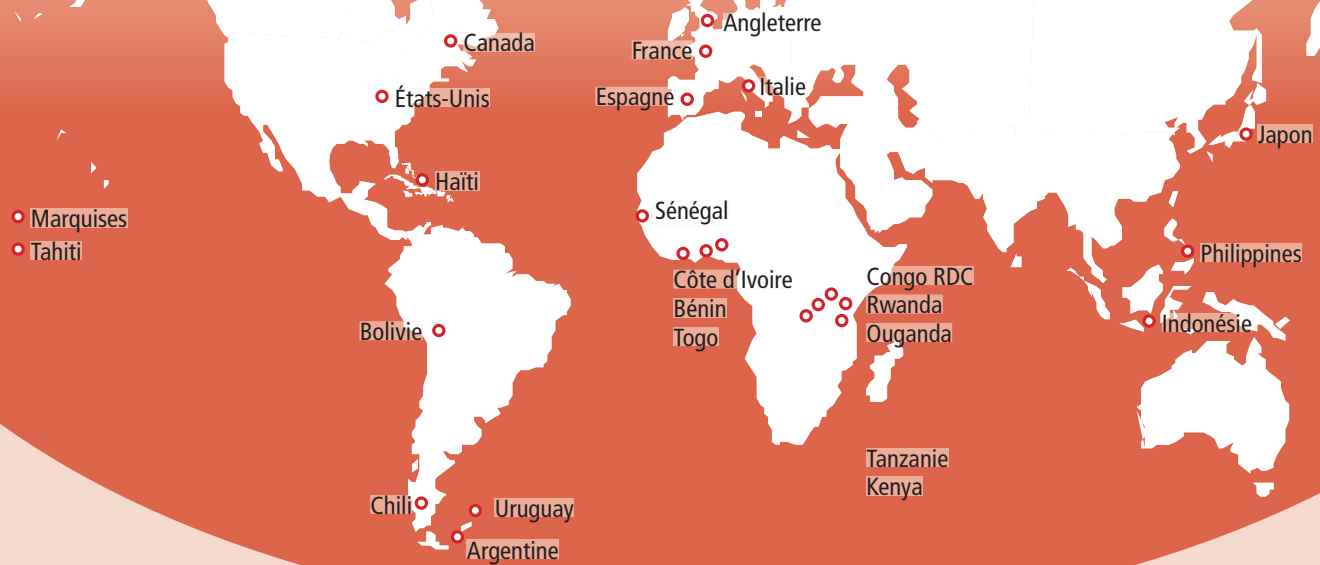 Angleterre
Canada
France
Italie
Espagne
États-Unis
Japon
Haïti
Sénégal
Marquises
Tahiti
Philippines
Côte d’Ivoire
Bénin
Togo
Congo RDC
Rwanda
Ouganda
Indonésie
Bolivie
Tanzanie
Kenya
Chili
Uruguay
Argentine